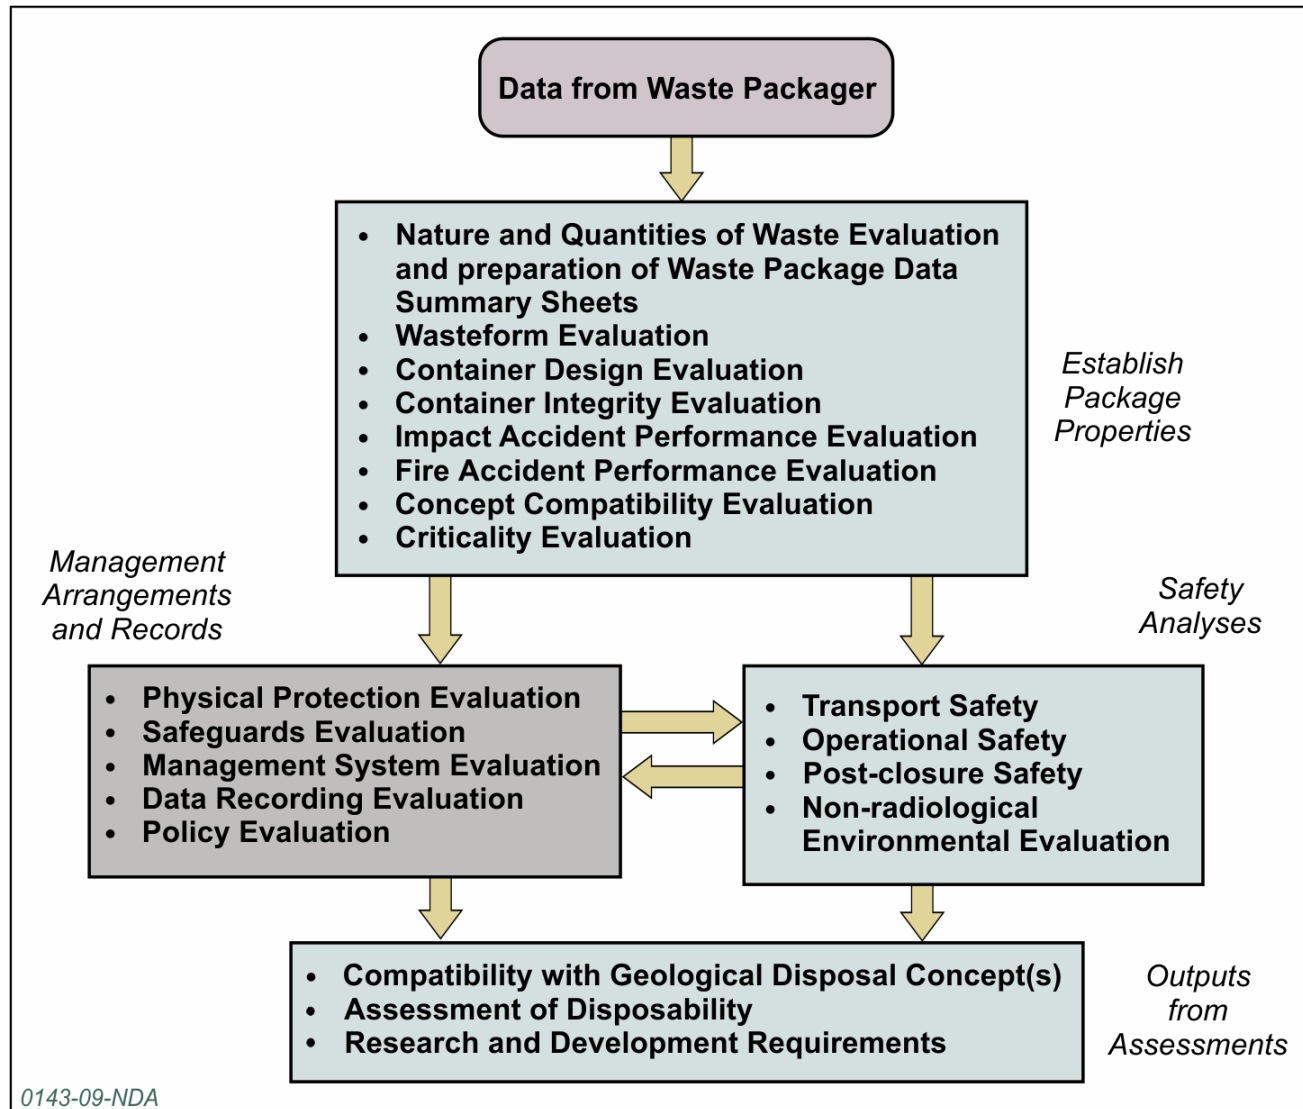 Data from Waste Packager
• Nature and Quantities of Waste Evaluation
and preparation of Waste Package Data
Summary Sheets
• Wasteform Evaluation
• Container Design Evaluation
• Container Integrity Evaluation
• Impact Accident Performance Evaluation
• Fire Accident Performance Evaluation
• Concept Compatibility Evaluation
• Criticality Evaluation
Establish
Package
Properties
Management
Arrangements
and Records
Safety
Analyses
• Physical Protection Evaluation
• Safeguards Evaluation
• Management System Evaluation
• Data Recording Evaluation
• Policy Evaluation
• Transport Safety
• Operational Safety
• Post-closure Safety
• Non-radiological
Environmental Evaluation
• Compatibility with Geological Disposal Concept(s)
• Assessment of Disposability
• Research and Development Requirements
Outputs
from
Assessments
0143-09-NDA